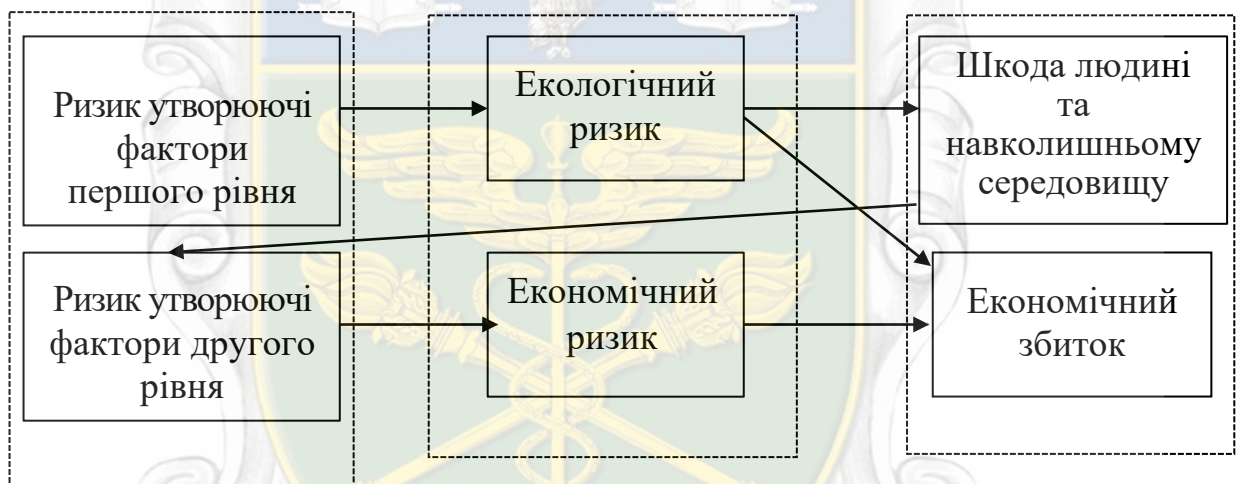 Ризик утворюючі
фактори
першого рівня
Екологічний
ризик
Шкода людині
та
навколишньому
середовищу
Ризик утворюючі
фактори другого
рівня
Економічний
ризик
Економічний
збиток